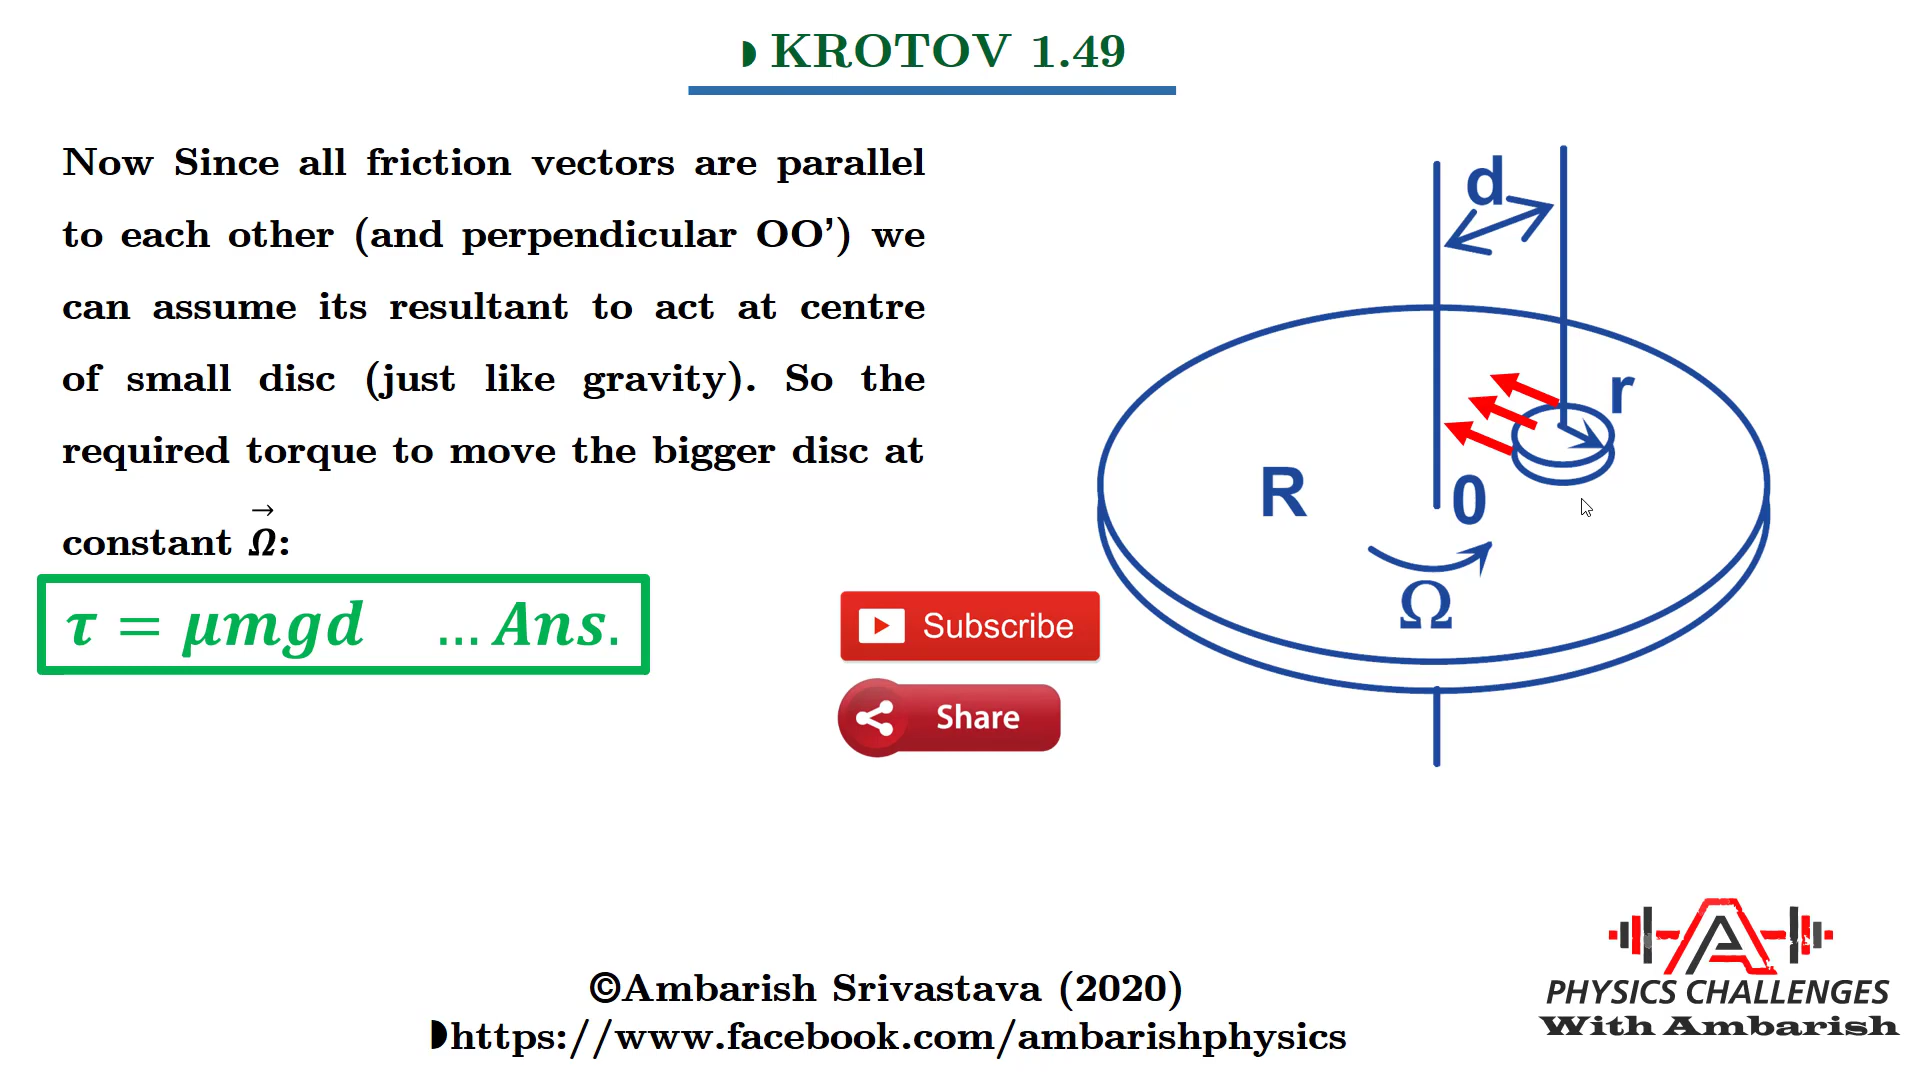 ◗ KROTOV 1.49
Now Since all friction vectors are parallel
to each other (and perpendicular OO’) we
can assume its resultant to act at centre
of small disc (just like gravity). So the
required torque to move the bigger disc at
constant $\vec{\Omega}$:
τ = μmgd … Ans.
d
r
R
0
Ω
Subscribe
Share
©Ambarish Srivastava (2020)
◗https://www.facebook.com/ambarishphysics
A
PHYSICS CHALLENGES
With Ambarish